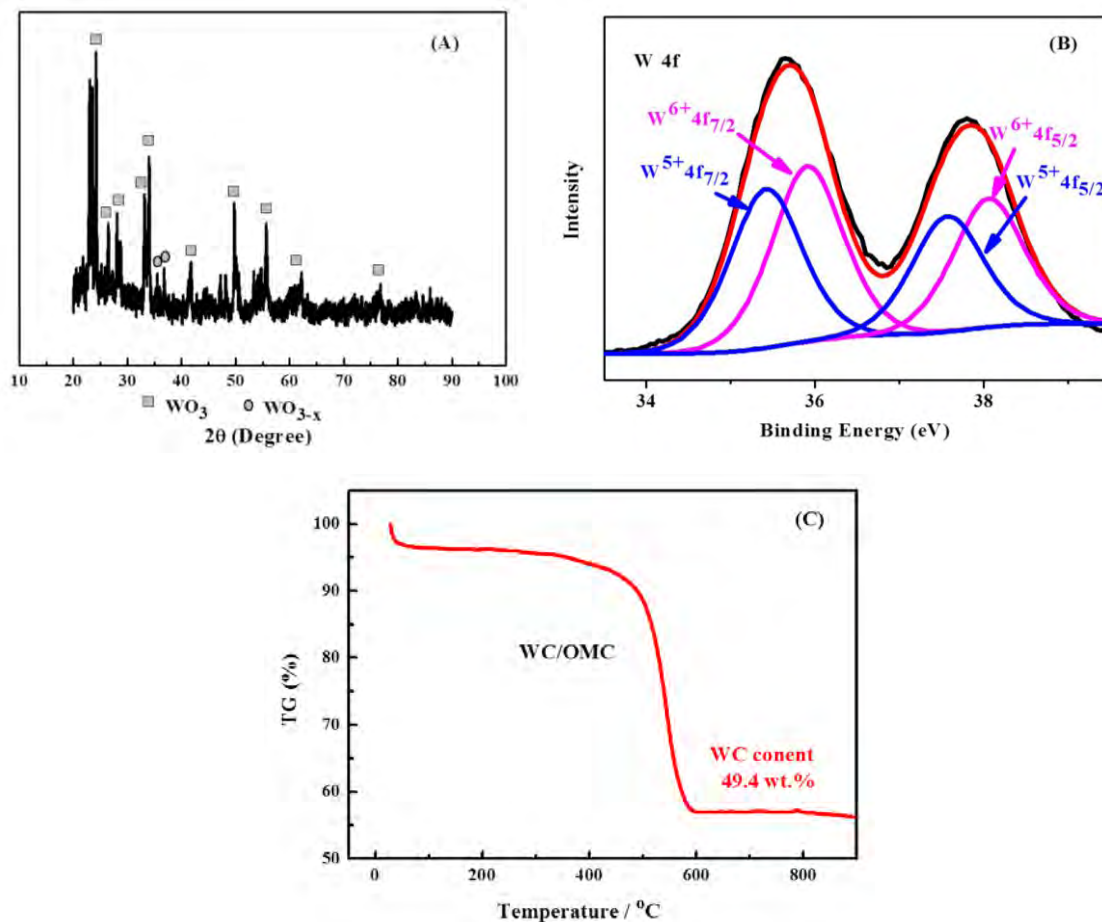 (A)
10 20 30 40 50 60 70 80 90 100
WO3 WO3-x
2θ (Degree)
(B)
W 4f
W6+4f7/2
W5+4f7/2
W6+4f5/2
W5+4f5/2
Intensity
34 36 38
Binding Energy (eV)
(C)
100
90
80
70
60
50
TG (%)
WC/OMC
WC conent
49.4 wt.%
0 200 400 600 800
Temperature / °C